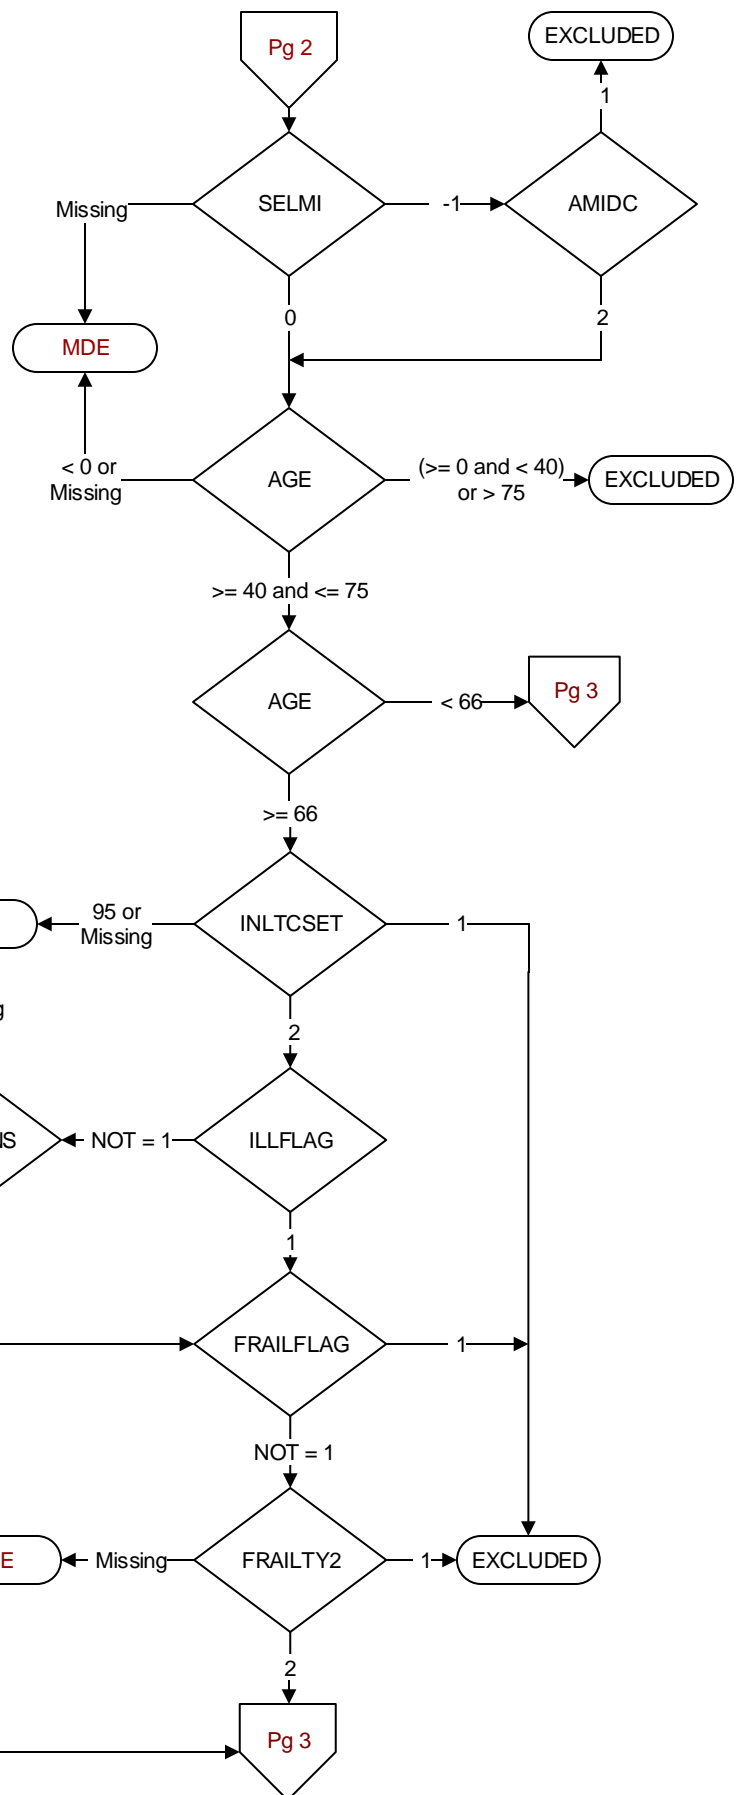 Pg 2
EXCLUDED
1
SELMI
Missing
-1
AMIDC
0
2
MDE
AGE
< 0 or
Missing
(>= 0 and < 40)
or > 75
EXCLUDED
>= 40 and <= 75
AGE
< 66
Pg 3
>= 66
INLTCSET
95 or
Missing
1
2
g
NS
NOT = 1
ILLFLAG
1
FRAILFLAG
1
NOT = 1
E
Missing
FRAILTY2
1
EXCLUDED
2
Pg 3